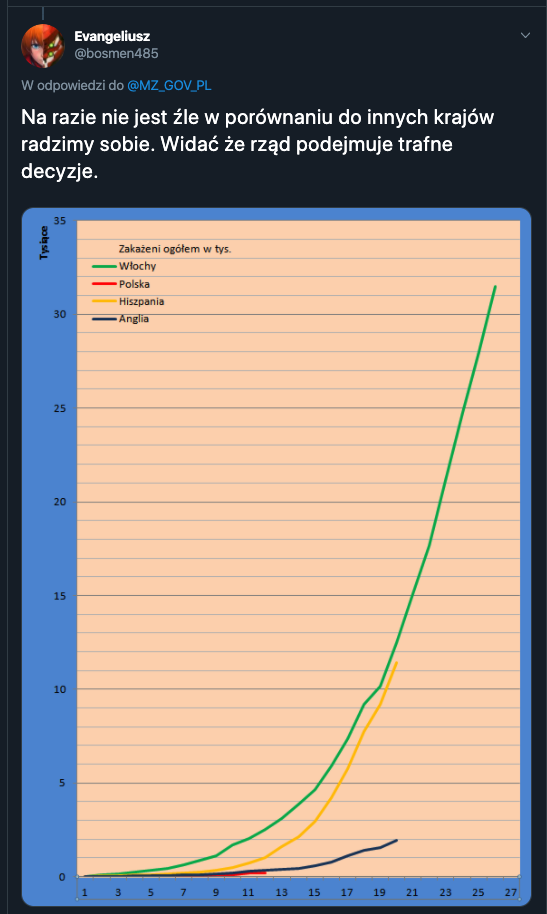 Evangeliusz
@bosmen485
W odpowiedzi do @MZ_GOV_PL
Na razie nie jest źle w porównaniu do innych krajów
radzimy sobie. Widać że rząd podejmuje trafne
decyzje.
Tysiące
Zakażeni ogółem w tys.
Włochy
Polska
Hiszpania
Anglia
35
30
25
20
15
10
5
0
1 3 5 7 9 11 13 15 17 19 21 23 25 27